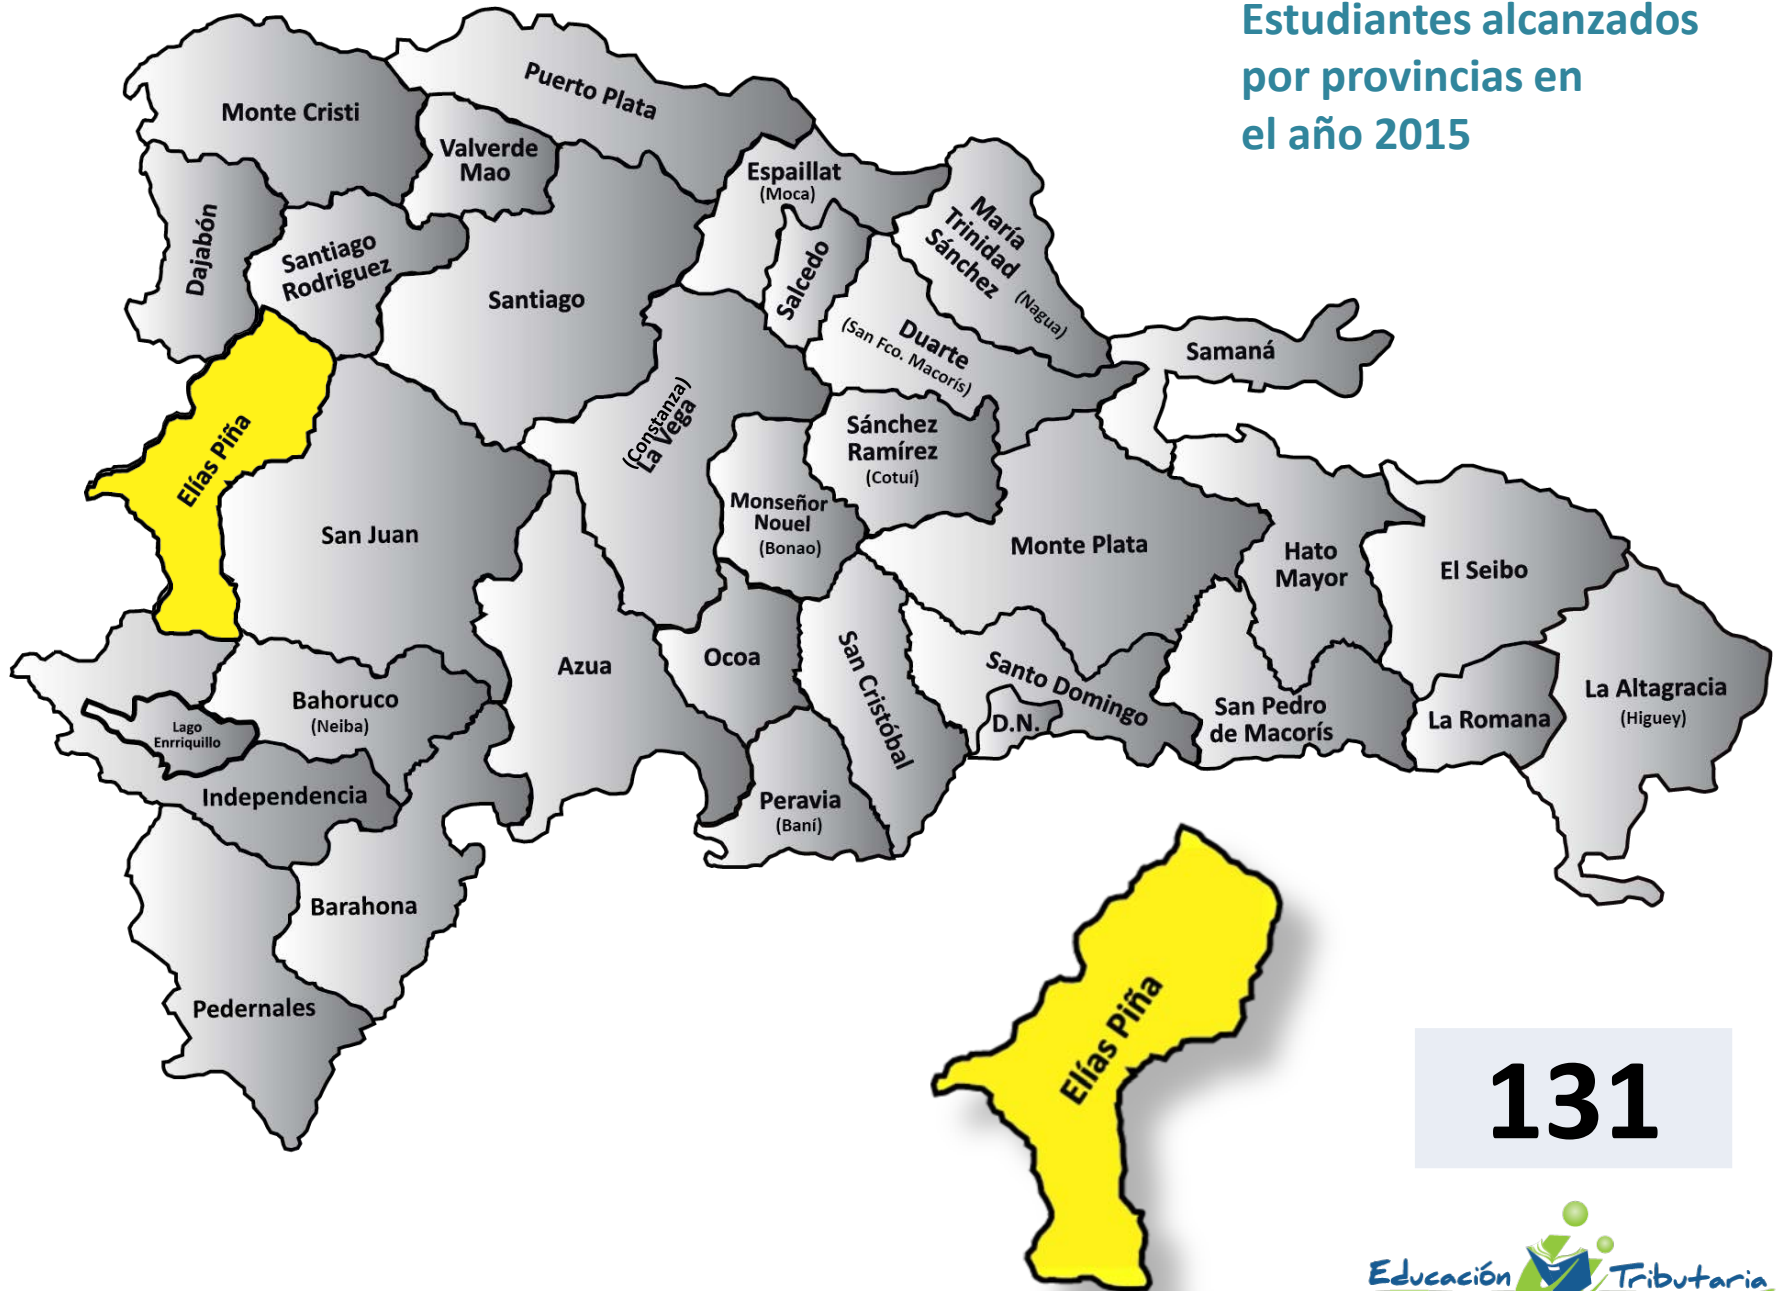 Estudiantes alcanzados
por provincias en
el año 2015
Puerto Plata
Monte Cristi
Valverde
Mao
Espaillat
(Moca)
Dajabón
Santiago
Rodriguez
Santiago
Salcedo
María
Trinidad
Sánchez
(Nagua)
Duarte
(San Fco. Macorís)
Samaná
Elías Piña
San Juan
(Constanza)
La Vega
Sánchez
Ramírez
(Cotuí)
Monseñor
Nouel
(Bonao)
Monte Plata
Hato
Mayor
El Seibo
Azua
Ocoa
San Cristóbal
Santo Domingo
D.N.
San Pedro
de Macorís
La Romana
La Altagracia
(Higuey)
Bahoruco
(Neiba)
Lago
Enrriquillo
Independencia
Peravia
(Baní)
Barahona
Pedernales
Elías Piña
131
Educación Tributaria